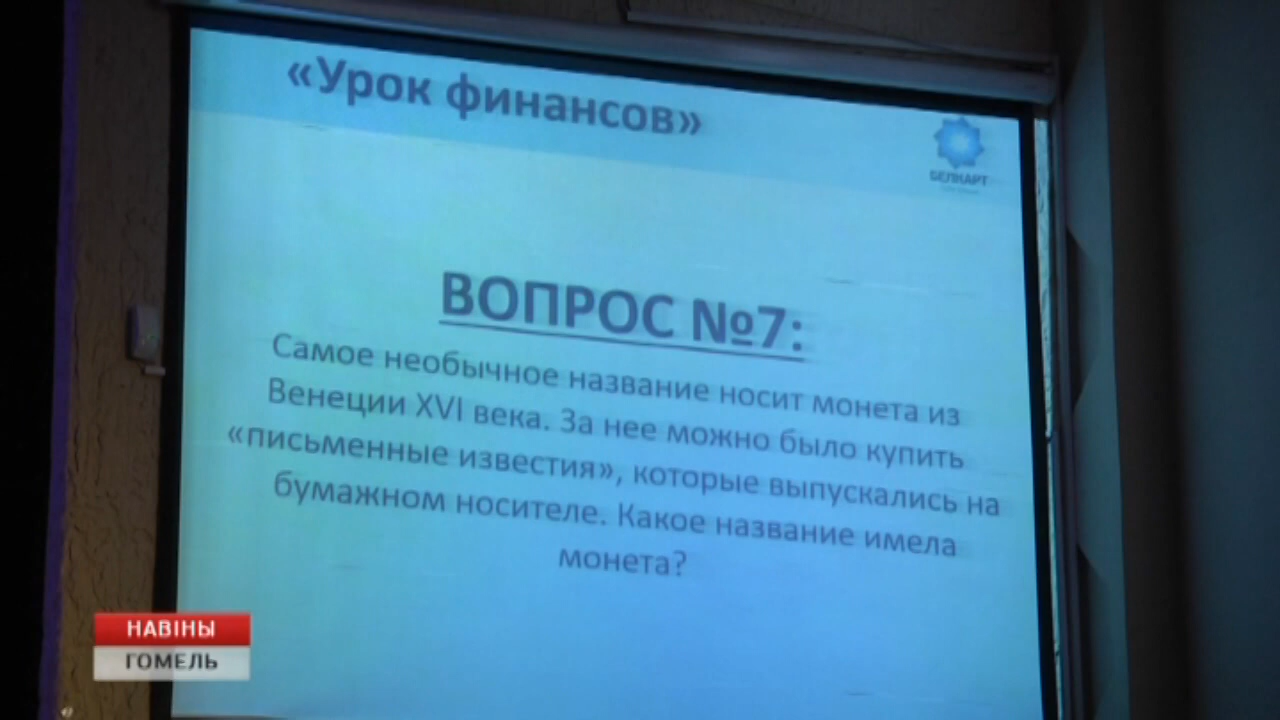 «Урок финансов»
БЕЛКАРТ
ВОПРОС №7:
Самое необычное название носит монета из
Венеции XVI века. За нее можно было купить
«письменные известия», которые выпускались на
бумажном носителе. Какое название имела
монета?
НАВІНЫ
ГОМЕЛЬ